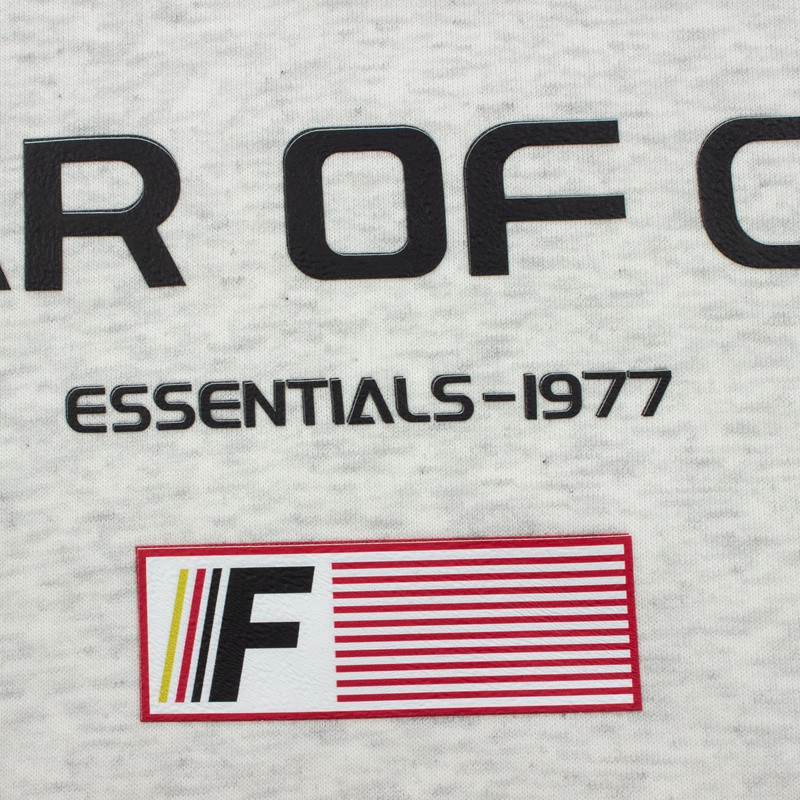 AR OF G
ESSENTIALS-1977
F